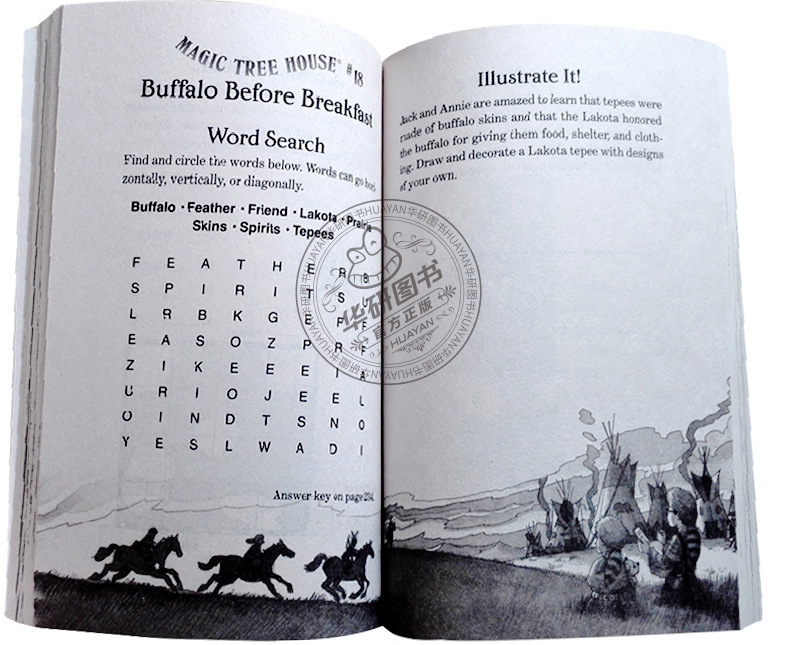 MAGIC TREE HOUSE® #18
Buffalo Before Breakfast
Word Search
Find and circle the words below. Words can go hori-
zontally, vertically, or diagonally.
Buffalo · Feather · Friend · Lakota · Prairie
Skins · Spirits · Tepees
F E A T H E R B
S P I R I T S U
L R B K G E F F
E A S O Z P R F
Z I K E E E I A
U R I O J E E L
O I N D T S N O
Y E S L W A D I
Answer key on page
Illustrate It!
Jack and Annie are amazed to learn that tepees were
made of buffalo skins and that the Lakota honored
the buffalo for giving them food, shelter, and cloth-
ing. Draw and decorate a Lakota tepee with designs
of your own.
华研图书
官方正版
HUAYAN